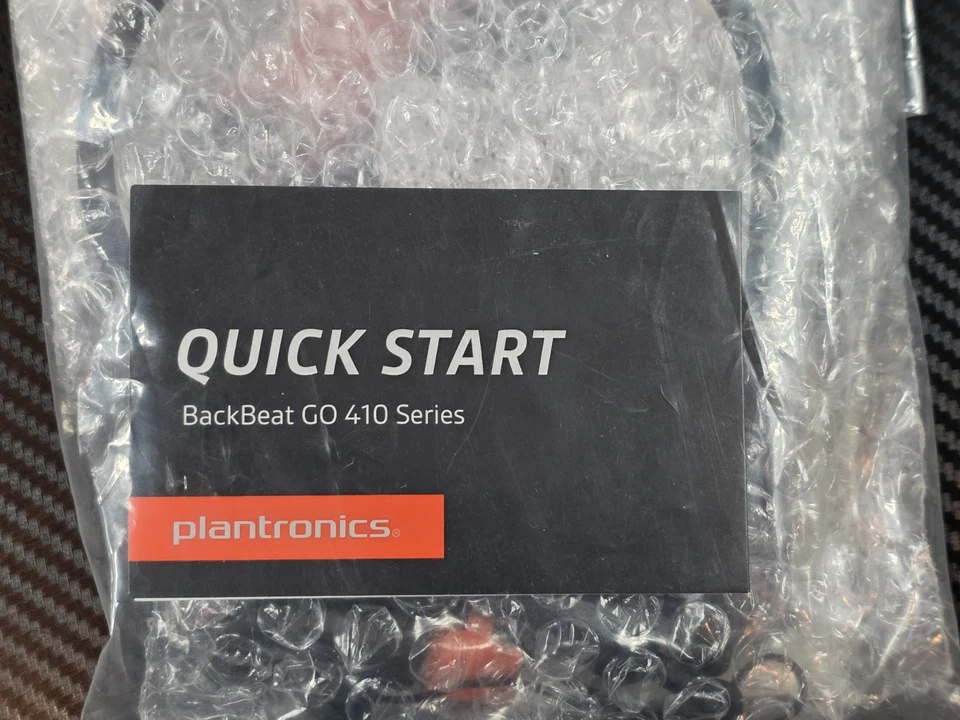 QUICK START
BackBeat GO 410 Series
plantronics®